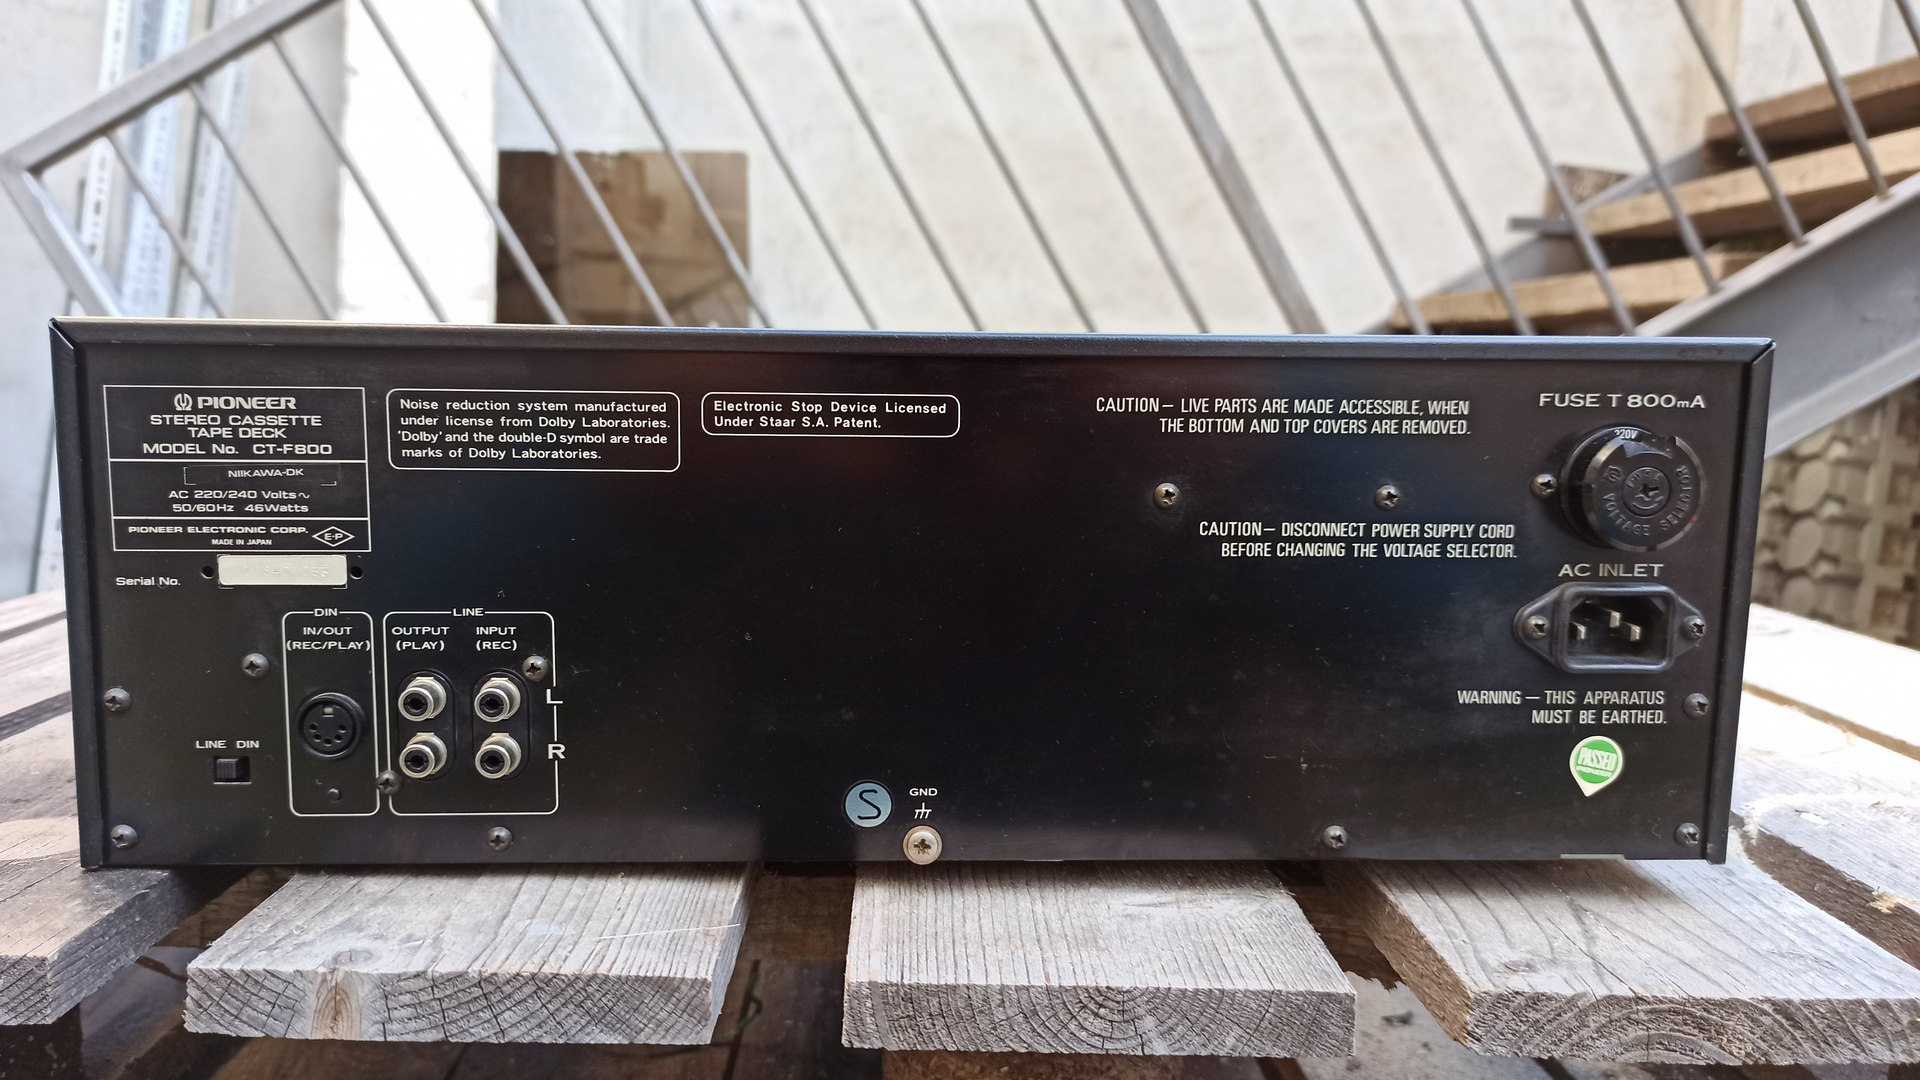 PIONEER
STEREO CASSETTE
TAPE DECK
MODEL No. CT-F800
NIIKAWA-DK
AC 220/240 Volts~
50/60Hz 46Watts
PIONEER ELECTRONIC CORP.
MADE IN JAPAN
E-P
Serial No.
Noise reduction system manufactured
under license from Dolby Laboratories.
'Dolby' and the double-D symbol are trade
marks of Dolby Laboratories.
Electronic Stop Device Licensed
Under Staar S.A. Patent.
CAUTION – LIVE PARTS ARE MADE ACCESSIBLE, WHEN
THE BOTTOM AND TOP COVERS ARE REMOVED.
FUSE T 800mA
220V
VOLTAGE SELECTOR
CAUTION – DISCONNECT POWER SUPPLY CORD
BEFORE CHANGING THE VOLTAGE SELECTOR.
AC INLET
WARNING – THIS APPARATUS
MUST BE EARTHED.
PASSED
PIONEER
DIN
IN/OUT
(REC/PLAY)
LINE
OUTPUT
(PLAY)
INPUT
(REC)
L
R
LINE DIN
S
GND